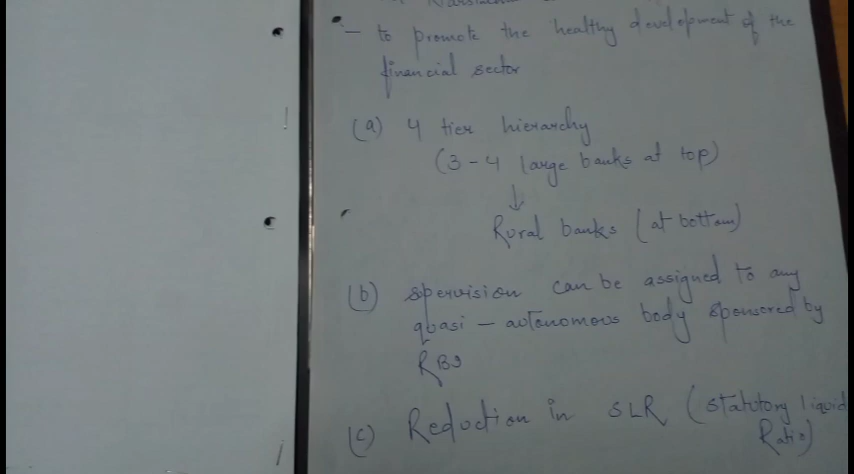 - to promote the healthy development of the
financial sector
(a) 4 tier hierarchy
(3-4 large banks at top)
↓
Rural banks (at bottom)
(b) spervision can be assigned to any
quasi - autonomous body sponsered by
RBI
(c) Reduction in SLR (statutory liquid
Ratio)